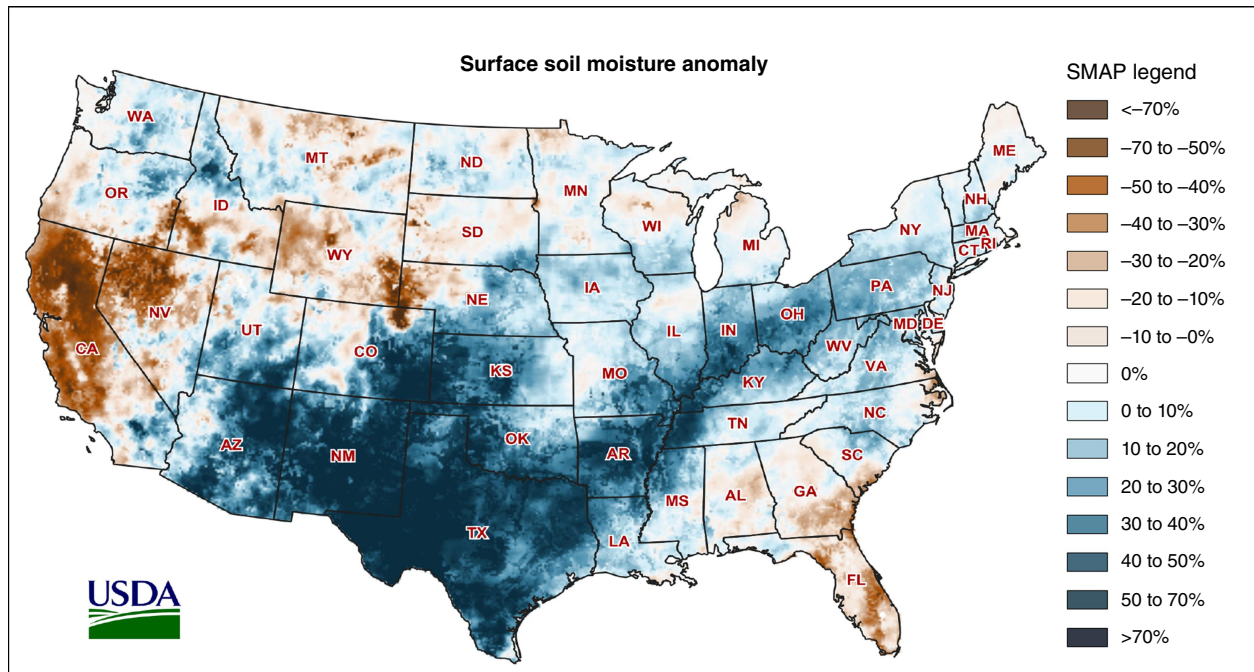 Surface soil moisture anomaly
SMAP legend
<–70%
–70 to –50%
–50 to –40%
–40 to –30%
–30 to –20%
–20 to –10%
–10 to –0%
0%
0 to 10%
10 to 20%
20 to 30%
30 to 40%
40 to 50%
50 to 70%
>70%
WA
MT
ND
MN
ME
OR
ID
SD
WI
MI
NY
NH
MA
CT
RI
WY
NE
IA
PA
NJ
NV
UT
CO
IL
IN
OH
MD
DE
WV
VA
CA
KS
MO
KY
AZ
NM
OK
AR
TN
NC
SC
TX
LA
MS
AL
GA
FL
USDA